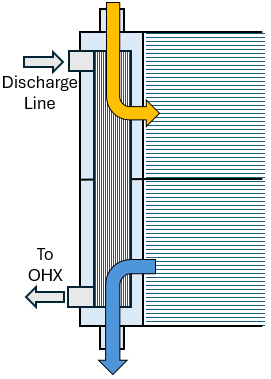 Discharge
Line
To
OHX